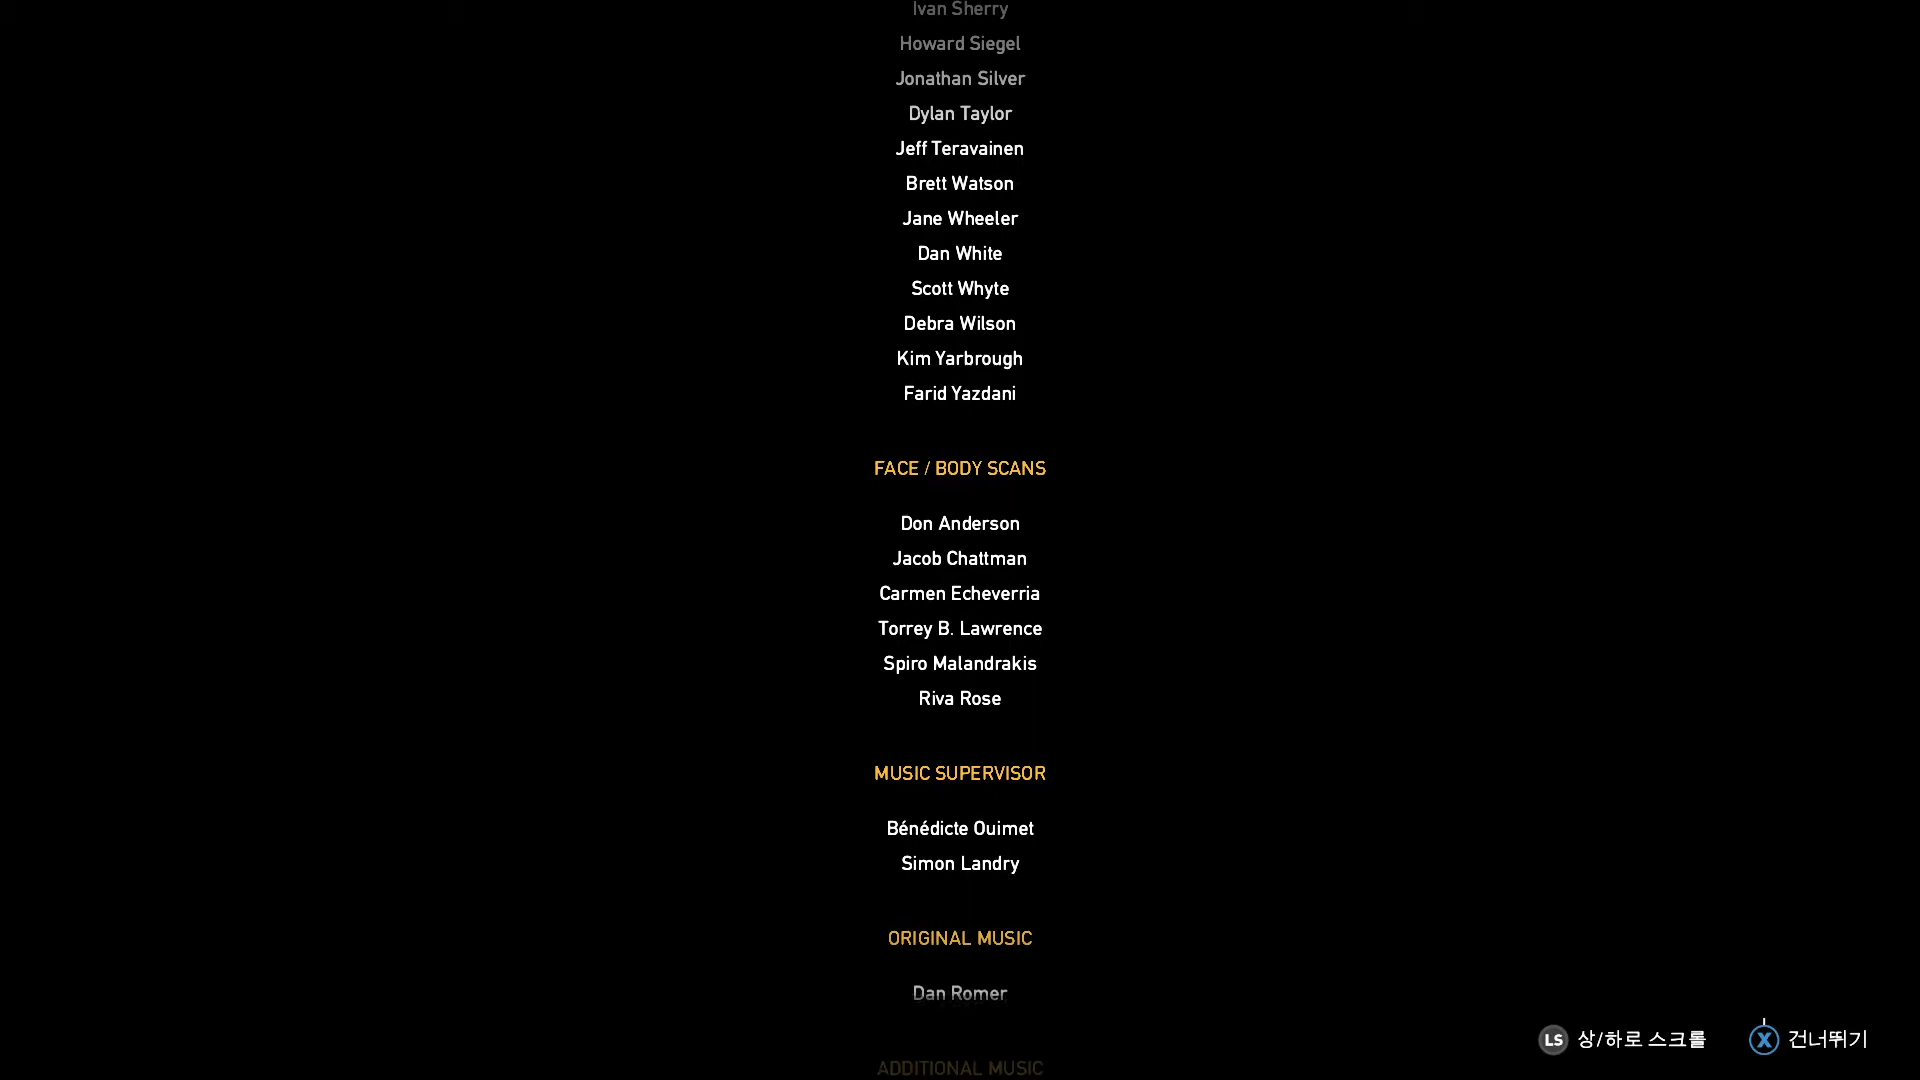 Ivan Sherry
Howard Siegel
Jonathan Silver
Dylan Taylor
Jeff Teravainen
Brett Watson
Jane Wheeler
Dan White
Scott Whyte
Debra Wilson
Kim Yarbrough
Farid Yazdani
FACE / BODY SCANS
Don Anderson
Jacob Chattman
Carmen Echeverria
Torrey B. Lawrence
Spiro Malandrakis
Riva Rose
MUSIC SUPERVISOR
Bénédicte Ouimet
Simon Landry
ORIGINAL MUSIC
Dan Romer
LS 상/하로 스크롤 X 건너뛰기
ADDITIONAL MUSIC